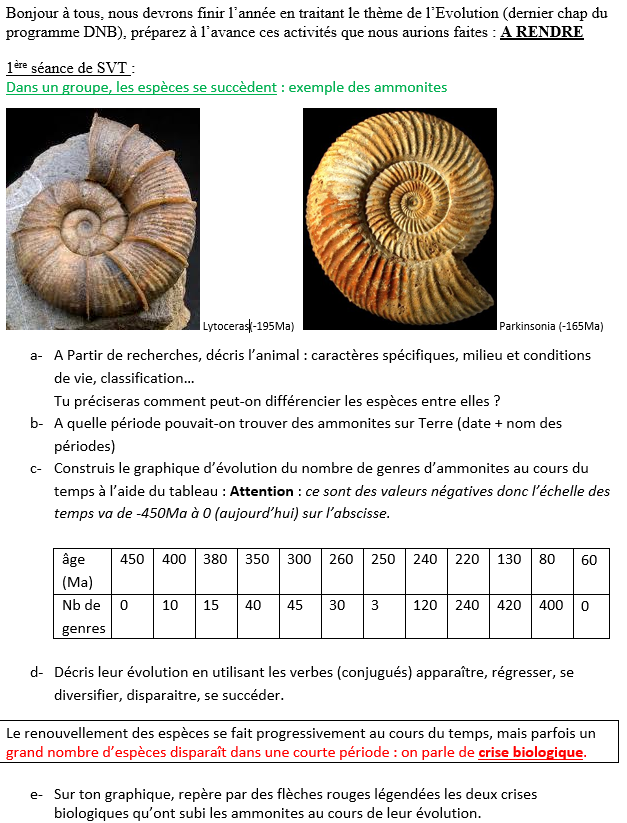 Bonjour à tous, nous devrons finir l'année en traitant le thème de l'Evolution (dernier chap du
programme DNB), préparez à l'avance ces activités que nous aurions faites : A RENDRE
1ère séance de SVT :
Dans un groupe, les espèces se succèdent : exemple des ammonites
Lytoceras(-195Ma)
Parkinsonia (-165Ma)
a- A Partir de recherches, décris l'animal : caractères spécifiques, milieu et conditions
de vie, classification…
Tu préciseras comment peut-on différencier les espèces entre elles ?
b- A quelle période pouvait-on trouver des ammonites sur Terre (date + nom des
périodes)
c- Construis le graphique d'évolution du nombre de genres d'ammonites au cours du
temps à l'aide du tableau : Attention : ce sont des valeurs négatives donc l'échelle des
temps va de -450Ma à 0 (aujourd'hui) sur l'abscisse.
âge 450 400 380 350 300 260 250 240 220 130 80 60
(Ma)
Nb de 0 10 15 40 45 30 3 120 240 420 400 0
genres
d- Décris leur évolution en utilisant les verbes (conjugués) apparaître, régresser, se
diversifier, disparaitre, se succéder.
Le renouvellement des espèces se fait progressivement au cours du temps, mais parfois un
grand nombre d'espèces disparaît dans une courte période : on parle de crise biologique.
e- Sur ton graphique, repère par des flèches rouges légendées les deux crises
biologiques qu'ont subi les ammonites au cours de leur évolution.